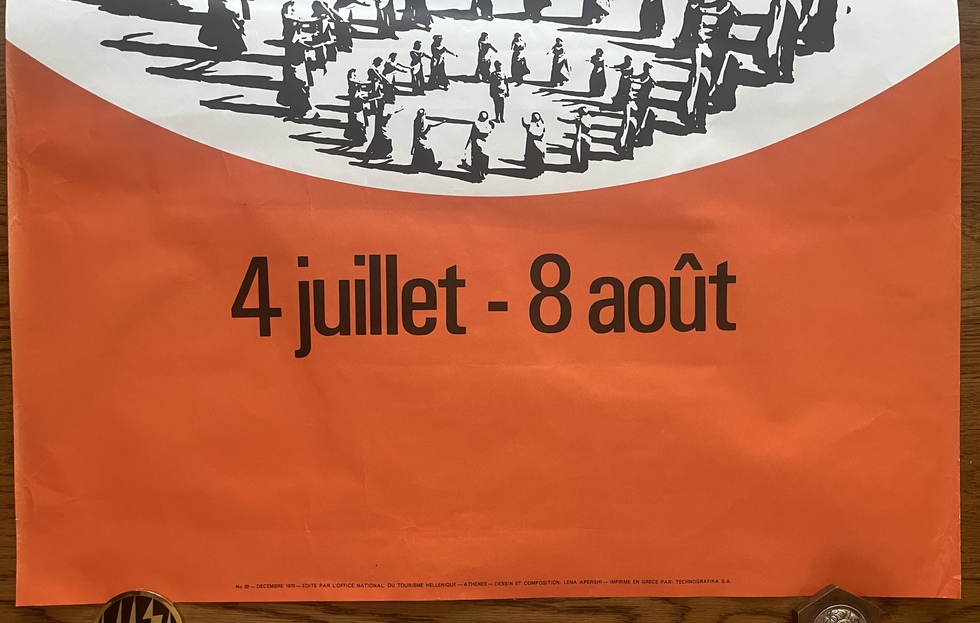 4 juillet - 8 août
No 80 — DECEMBRE 1970 — EDITE PAR L'OFFICE NATIONAL DU TOURISME HELLENIQUE — ATHENES — DESSIN ET COMPOSITION: LENA APERGHI — IMPRIME EN GRECE PAR: TECHNOGRAFIKA S.A.